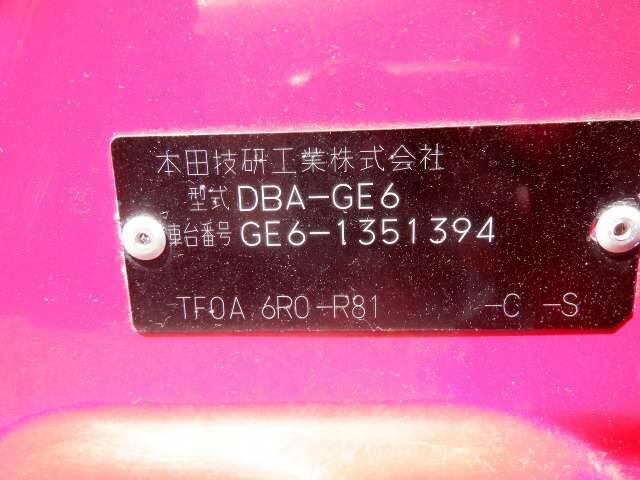 本田技研工業株式会社
型式 DBA-GE6
車台番号 GE6-1351394
TF0A 6R0-R81 -C -S